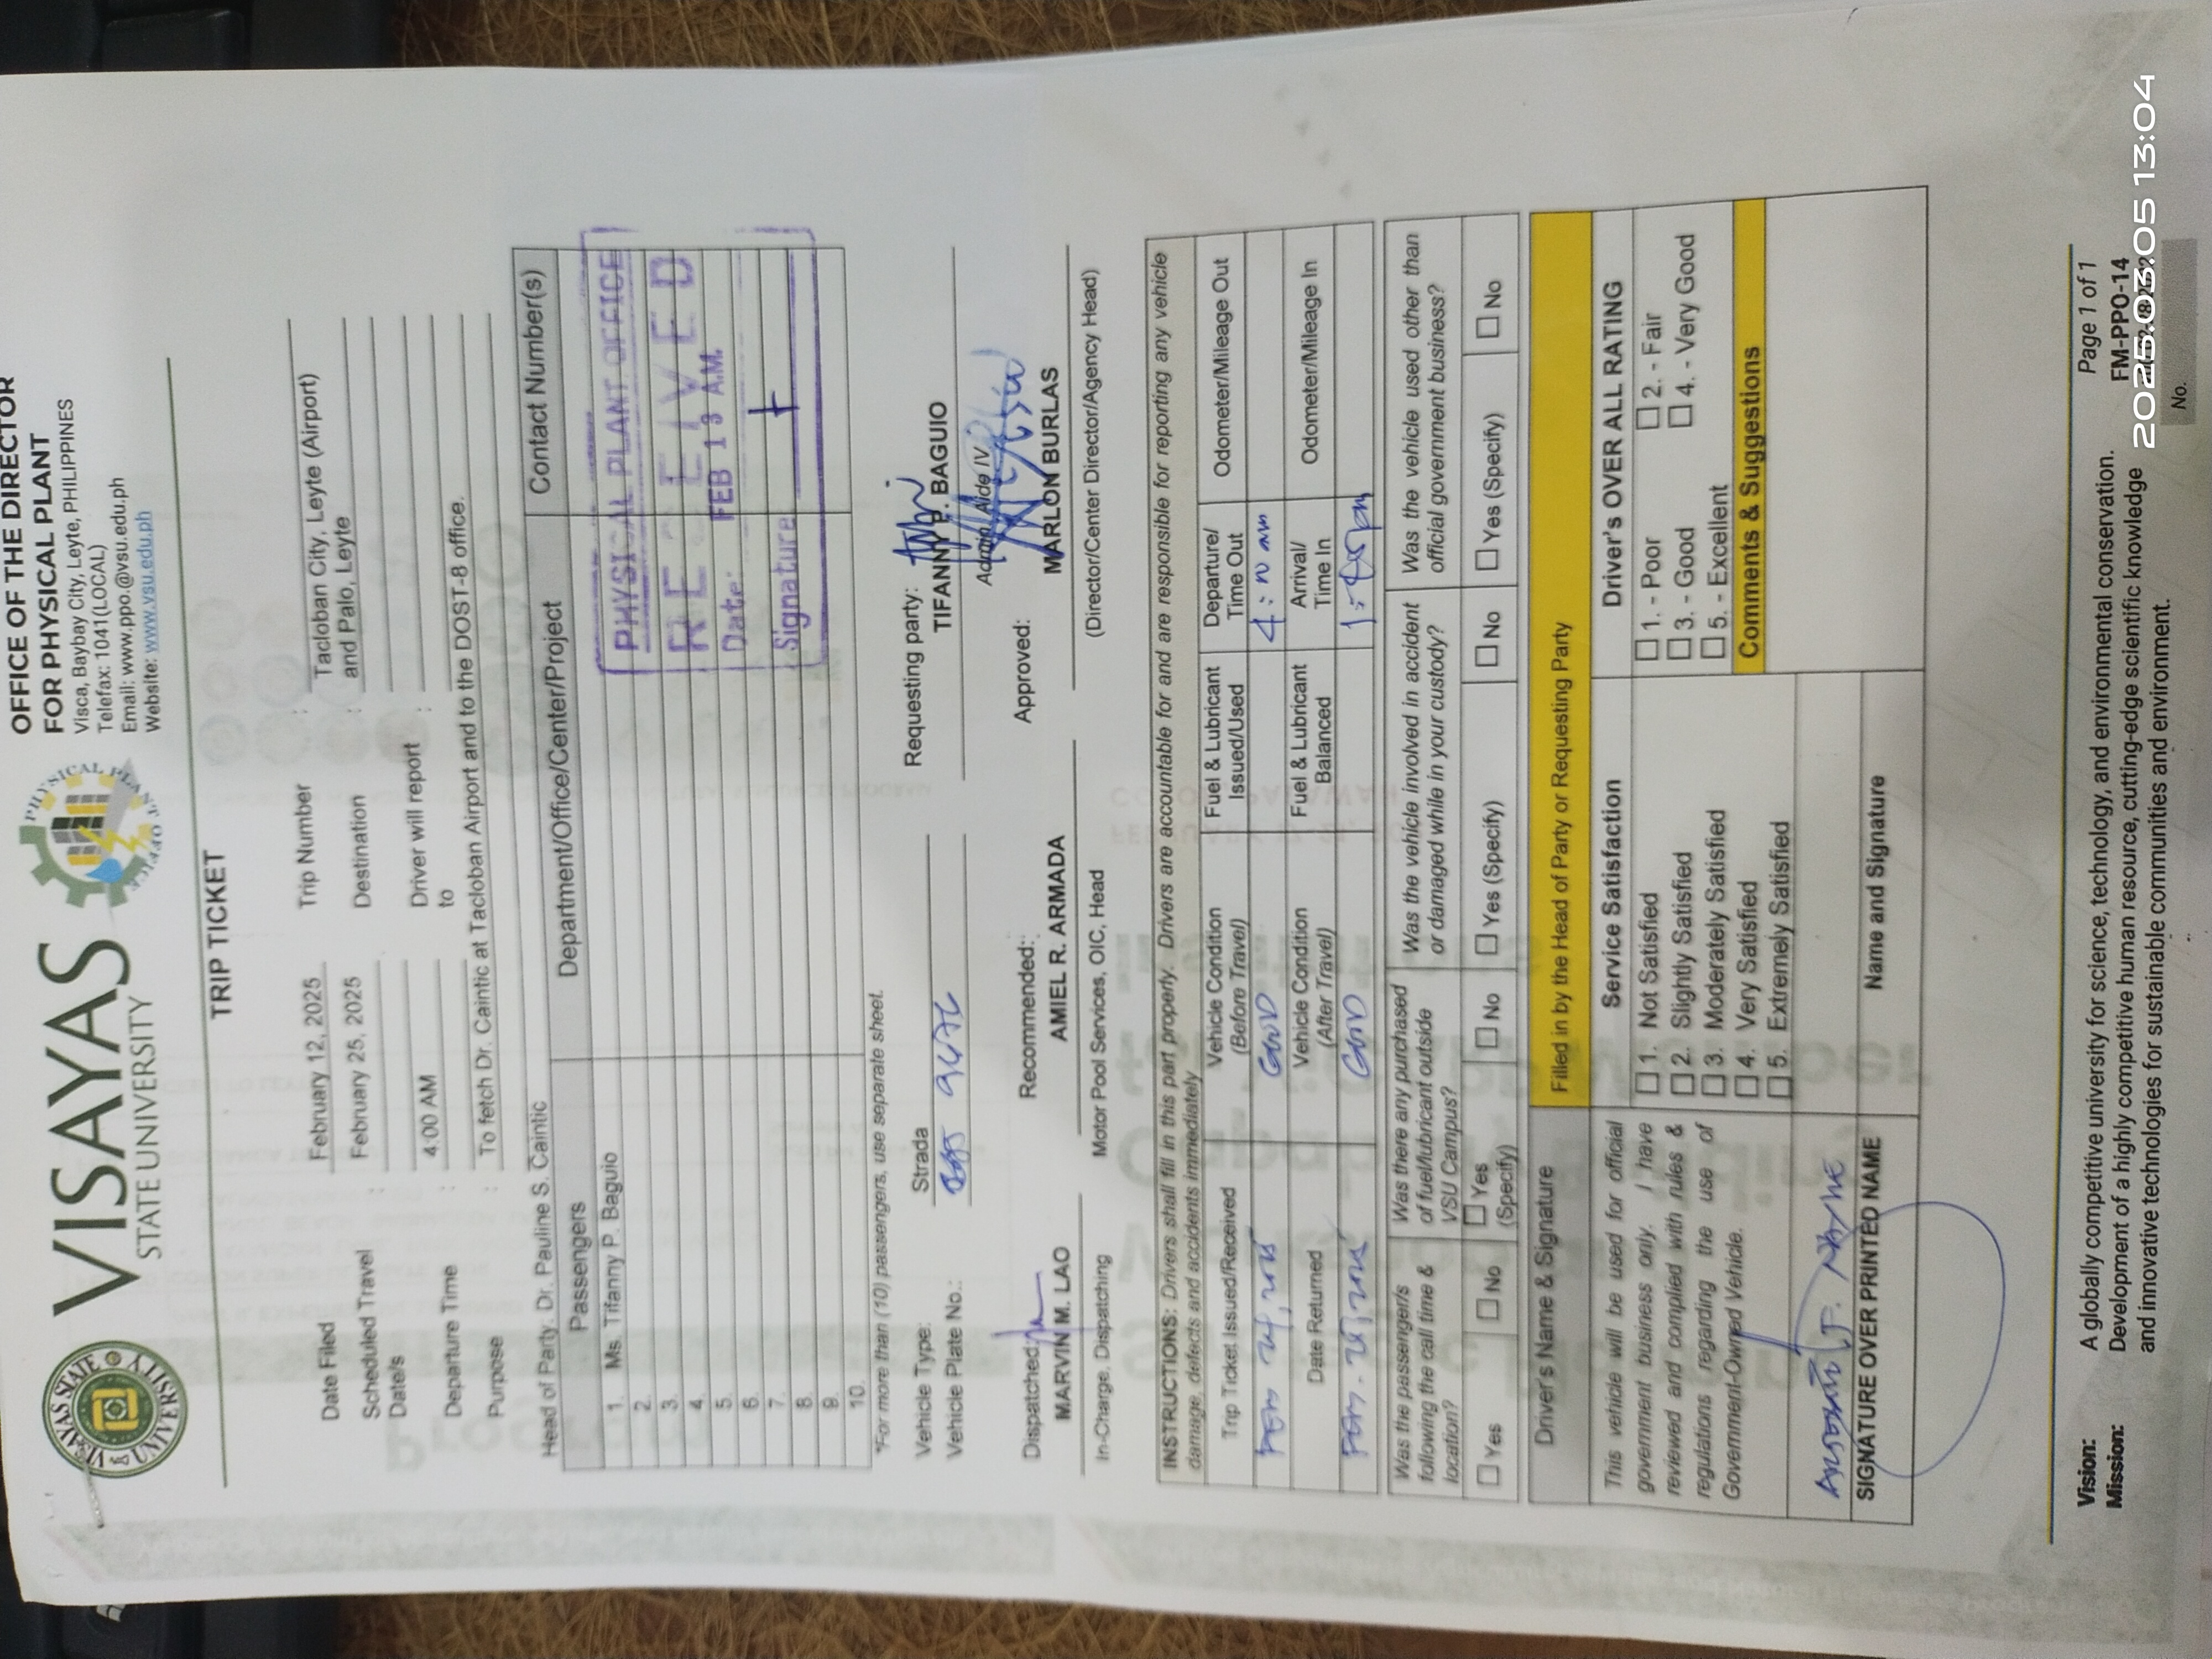 VISAYAS
STATE UNIVERSITY
OFFICE OF THE DIRECTOR
FOR PHYSICAL PLANT
Visca, Baybay City, Leyte, PHILIPPINES
Telefax: 1041(LOCAL)
Email: www.ppo.@vsu.edu.ph
Website: www.vsu.edu.ph
TRIP TICKET
Date Filed February 12, 2025 Trip Number : Tacloban City, Leyte (Airport)
Scheduled Travel Date/s : February 25, 2025 Destination : and Palo, Leyte
Departure Time : 4:00 AM Driver will report to :
Purpose : To fetch Dr. Caintic at Tacloban Airport and to the DOST-8 office.
Head of Party: Dr. Pauline S. Caintic
Passengers Department/Office/Center/Project Contact Number(s)
1. Ms. Tifanny P. Baguio
2.
3.
4.
5.
6.
7.
8.
9.
10.
PHYSICAL PLANT OFFICE
RECEIVED
Date: FEB 13 A.M.
Signature
*For more than (10)) passengers, use separate sheet.
Vehicle Type: Strada
Vehicle Plate No.:
Requesting party:
TIFANNY P. BAGUIO
Admin Aide IV
Dispatched: Recommended: Approved:
MARVIN M. LAO AMIEL R. ARMADA MARLON BURLAS
In-Charge, Dispatching Motor Pool Services, OIC, Head (Director/Center Director/Agency Head)
INSTRUCTIONS: Drivers shall fill in this part properly. Drivers are accountable for and are responsible for reporting any vehicle
damage, defects and accidents immediately
Trip Ticket Issued/Received Vehicle Condition (Before Travel) Fuel & Lubricant Issued/Used Departure/ Time Out Odometer/Mileage Out
GOOD
Date Returned Vehicle Condition (After Travel) Fuel & Lubricant Balanced Arrival/ Time In Odometer/Mileage In
GOOD
Was the passenger/s following the call time & location?
Yes No
Was there any purchased of fuel/lubricant outside VSU Campus?
Yes (Specify) No
Was the vehicle involved in accident or damaged while in your custody?
Yes (Specify) No
Was the vehicle used other than official government business?
Yes (Specify) No
Driver's Name & Signature Filled in by the Head of Party or Requesting Party
This vehicle will be used for official
government business only. I have
reviewed and complied with rules &
regulations regarding the use of
Government-Owned Vehicle.
SIGNATURE OVER PRINTED NAME
Service Satisfaction
1. Not Satisfied
2. Slightly Satisfied
3. Moderately Satisfied
4. Very Satisfied
5. Extremely Satisfied
Name and Signature
Driver's OVER ALL RATING
1. - Poor 2. - Fair
3. - Good 4. - Very Good
5. - Excellent
Comments & Suggestions
Vision: A globally competitive university for science, technology, and environmental conservation.
Mission: Development of a highly competitive human resource, cutting-edge scientific knowledge
and innovative technologies for sustainable communities and environment.
Page 1 of 1
FM-PPO-14
No.
2025.03.05 13:04